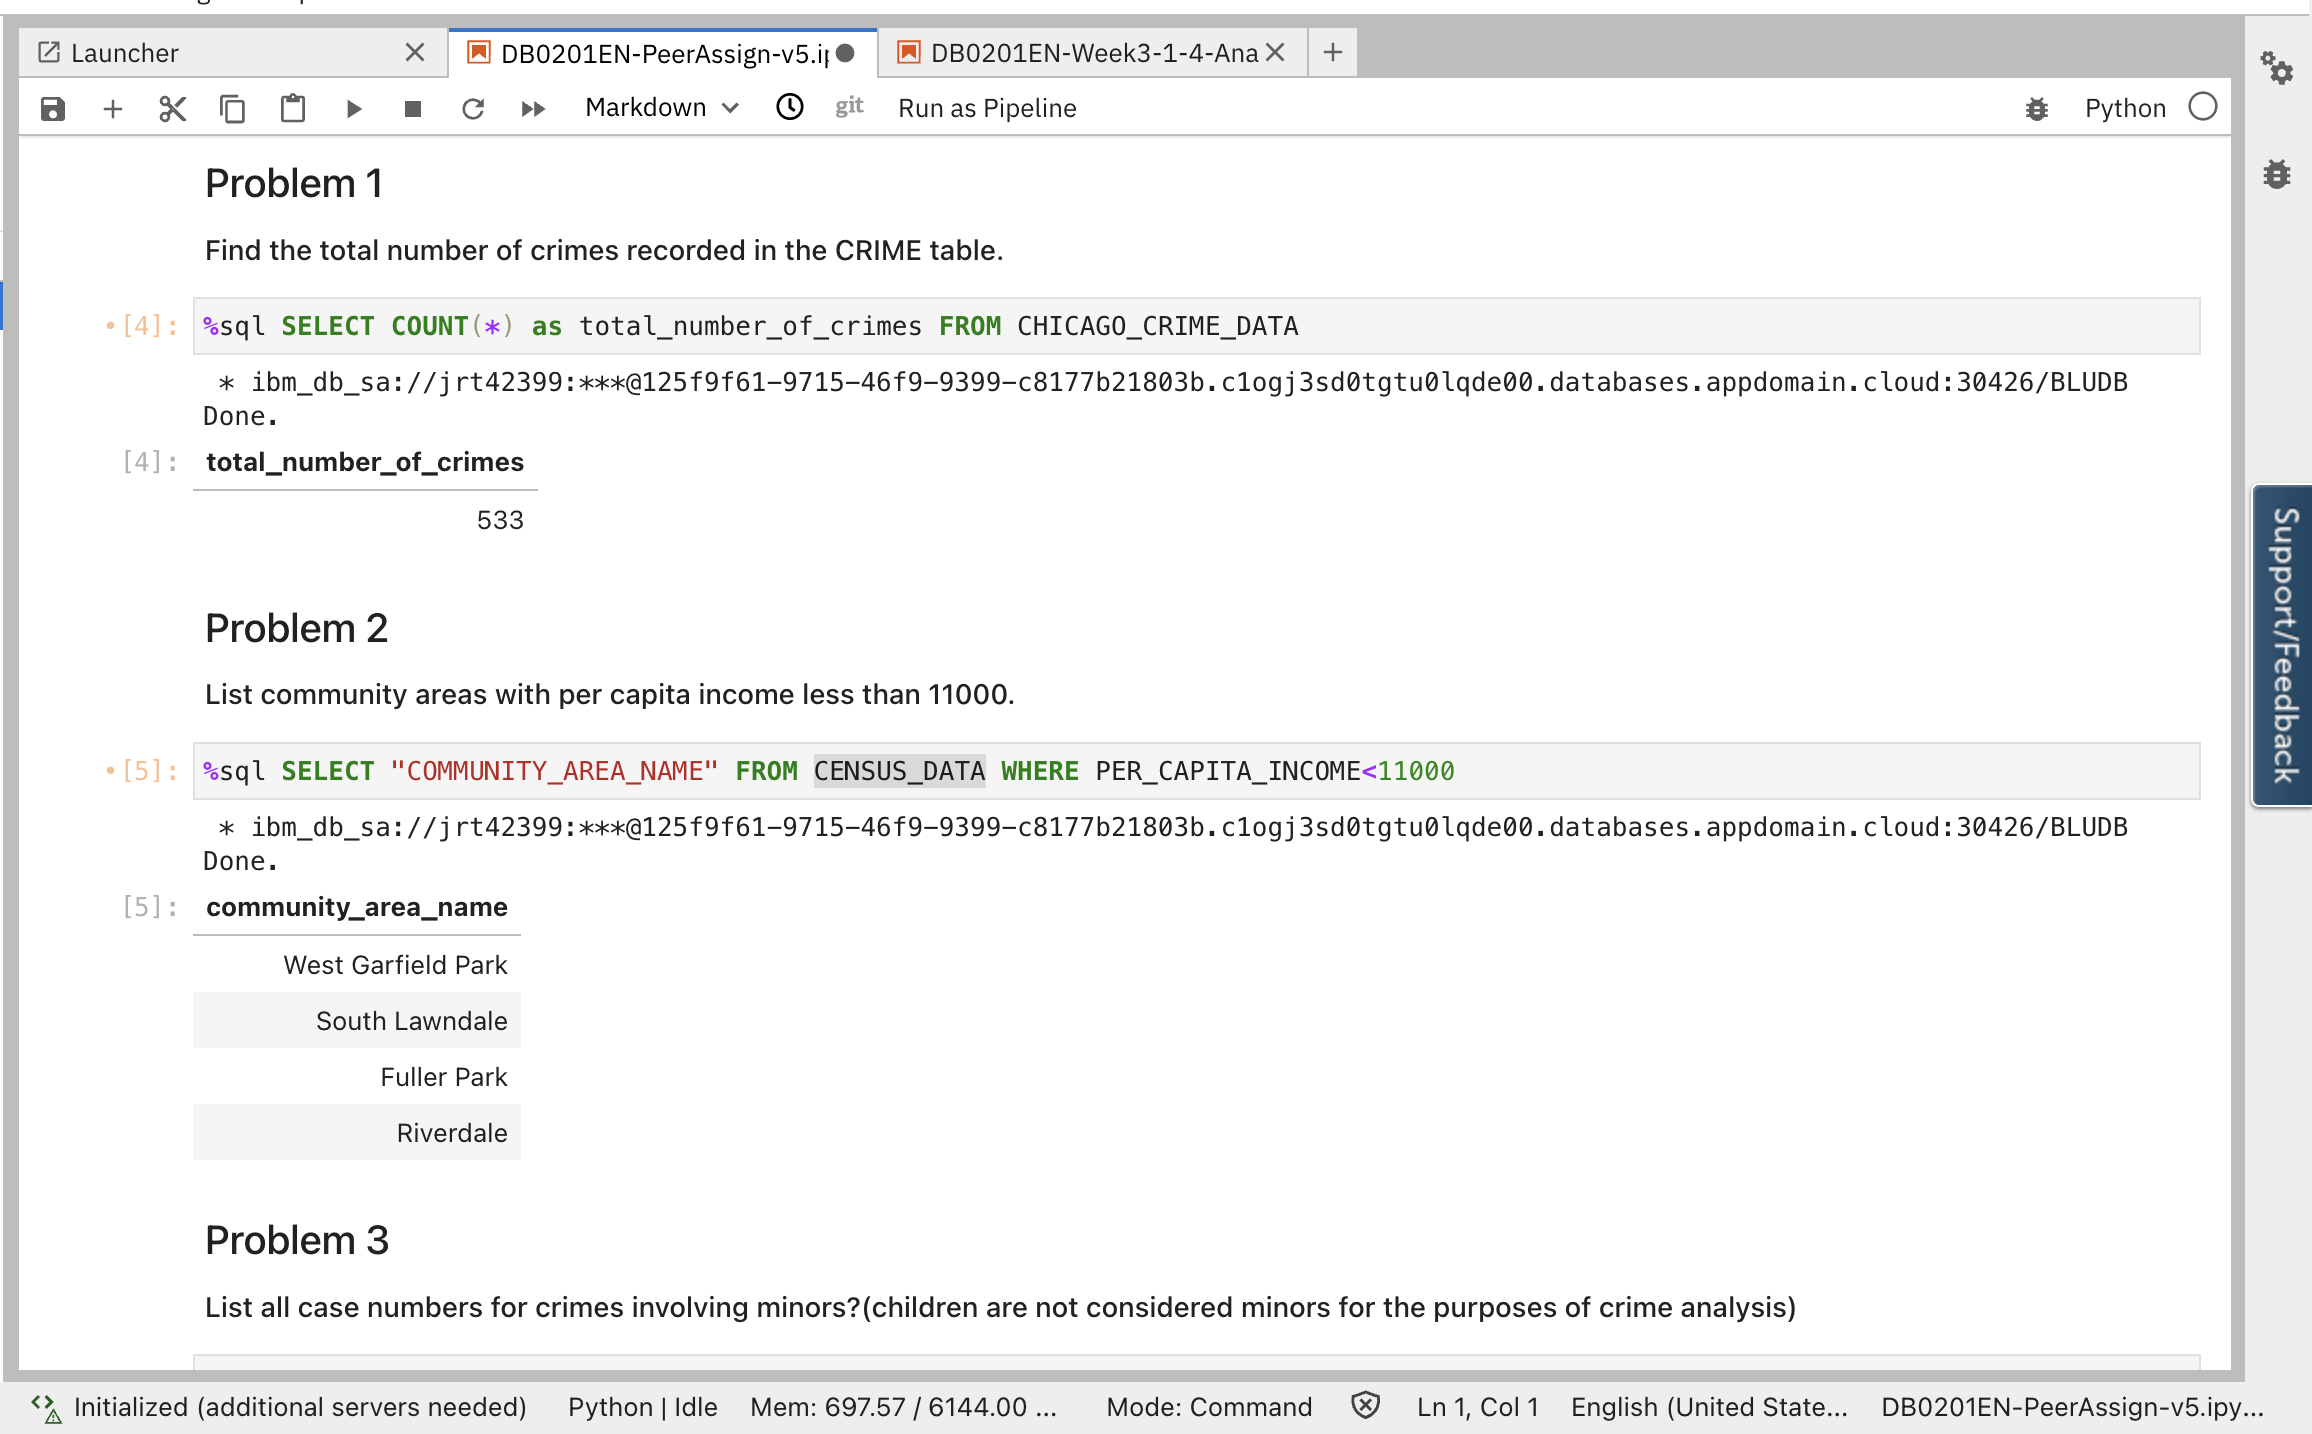 Launcher
DB0201EN-PeerAssign-v5.ip
DB0201EN-Week3-1-4-Ana
Markdown
git
Run as Pipeline
Python
Problem 1
Find the total number of crimes recorded in the CRIME table.
[4]: %sql SELECT COUNT(*) as total_number_of_crimes FROM CHICAGO_CRIME_DATA
* ibm_db_sa://jrt42399:***@125f9f61-9715-46f9-9399-c8177b21803b.c1ogj3sd0tgtu0lqde00.databases.appdomain.cloud:30426/BLUDB
Done.
[4]: total_number_of_crimes
533
Problem 2
List community areas with per capita income less than 11000.
[5]: %sql SELECT "COMMUNITY_AREA_NAME" FROM CENSUS_DATA WHERE PER_CAPITA_INCOME<11000
* ibm_db_sa://jrt42399:***@125f9f61-9715-46f9-9399-c8177b21803b.c1ogj3sd0tgtu0lqde00.databases.appdomain.cloud:30426/BLUDB
Done.
[5]: community_area_name
West Garfield Park
South Lawndale
Fuller Park
Riverdale
Problem 3
List all case numbers for crimes involving minors?(children are not considered minors for the purposes of crime analysis)
Support/Feedback
Initialized (additional servers needed)
Python | Idle
Mem: 697.57 / 6144.00 ...
Mode: Command
Ln 1, Col 1
English (United State...
DB0201EN-PeerAssign-v5.ipy...